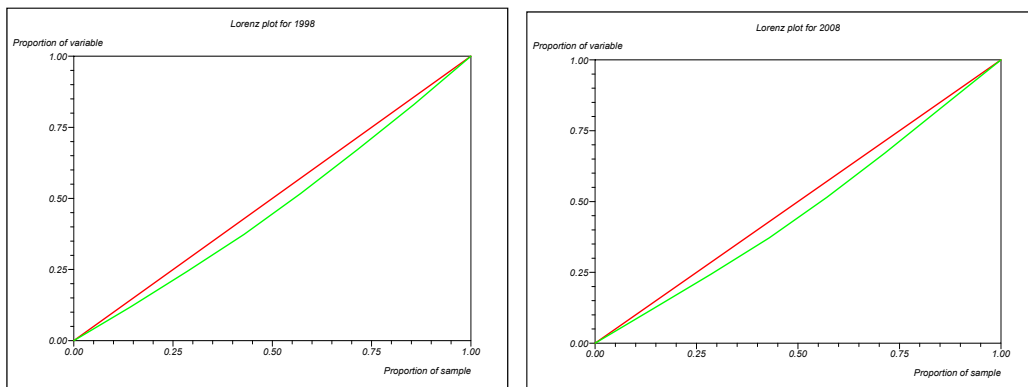 Lorenz plot for 1998
Proportion of variable
1.00
0.75
0.50
0.25
0.00
0.00 0.25 0.50 0.75 1.00
Proportion of sample
Lorenz plot for 2008
Proportion of variable
1.00
0.75
0.50
0.25
0.00
0.00 0.25 0.50 0.75 1.00
Proportion of sample